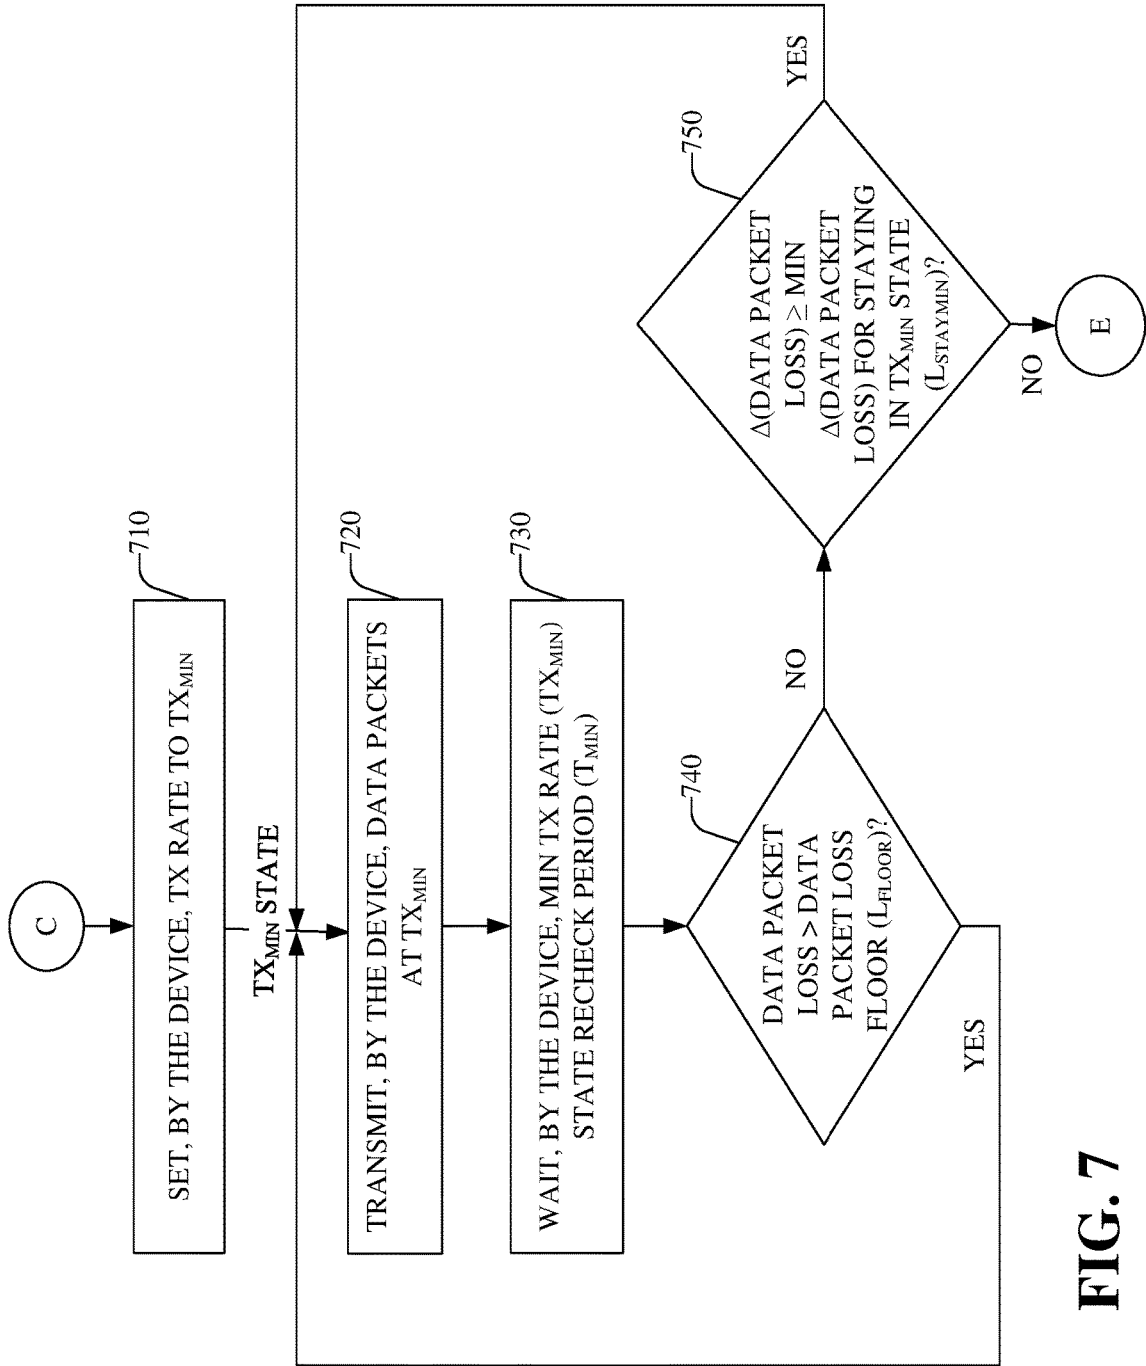 C
710
SET, BY THE DEVICE, TX RATE TO TXMIN
TXMIN STATE
720
TRANSMIT, BY THE DEVICE, DATA PACKETS
AT TXMIN
730
WAIT, BY THE DEVICE, MIN TX RATE (TXMIN)
STATE RECHECK PERIOD (TMIN)
740
DATA PACKET
LOSS > DATA
PACKET LOSS
FLOOR (LFLOOR)?
YES
NO
750
Δ(DATA PACKET
LOSS) ≥ MIN
Δ(DATA PACKET
LOSS) FOR STAYING
IN TXMIN STATE
(LSTAYMIN)?
YES
NO
E
FIG. 7